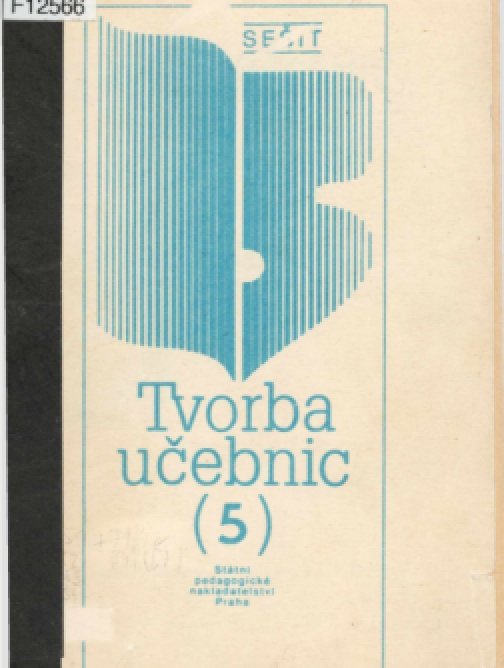 F12566
SEŠIT
Tvorba
učebnic
(5)
Státní
pedagogické
nakladatelství
Praha